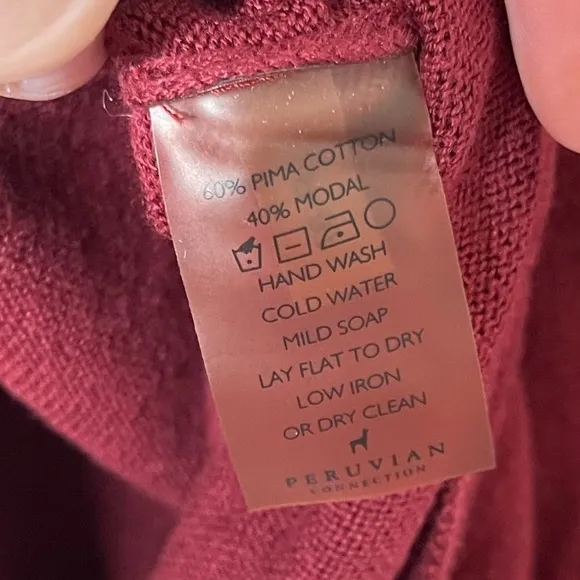 60% PIMA COTTON
40% MODAL
HAND WASH
COLD WATER
MILD SOAP
LAY FLAT TO DRY
LOW IRON
OR DRY CLEAN
PERUVIAN
CONNECTION